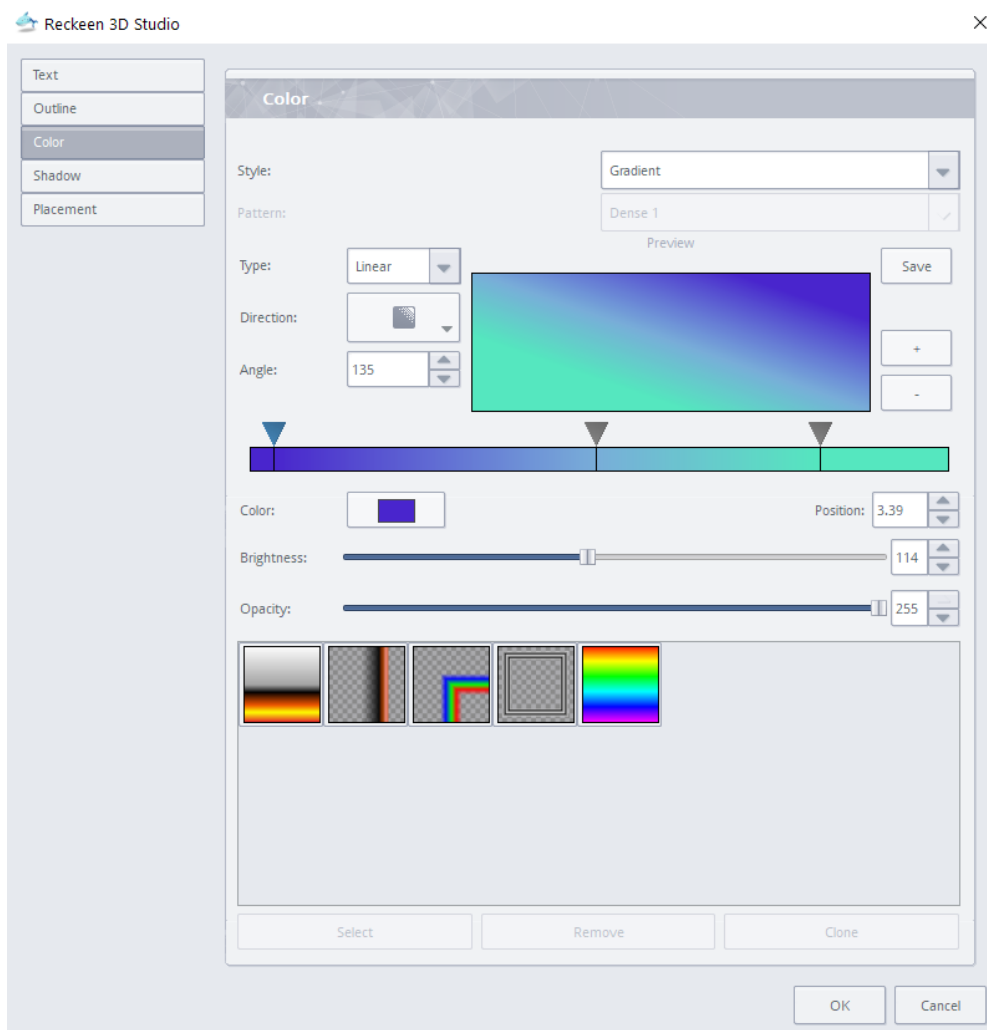 Reckeen 3D Studio
Text
Outline
Color
Shadow
Placement
Color
Style:
Gradient
Pattern:
Dense 1
Preview
Type:
Linear
Save
Direction:
+
Angle:
135
-
Color:
Position:
3.39
Brightness:
114
Opacity:
255
Select
Remove
Clone
OK
Cancel